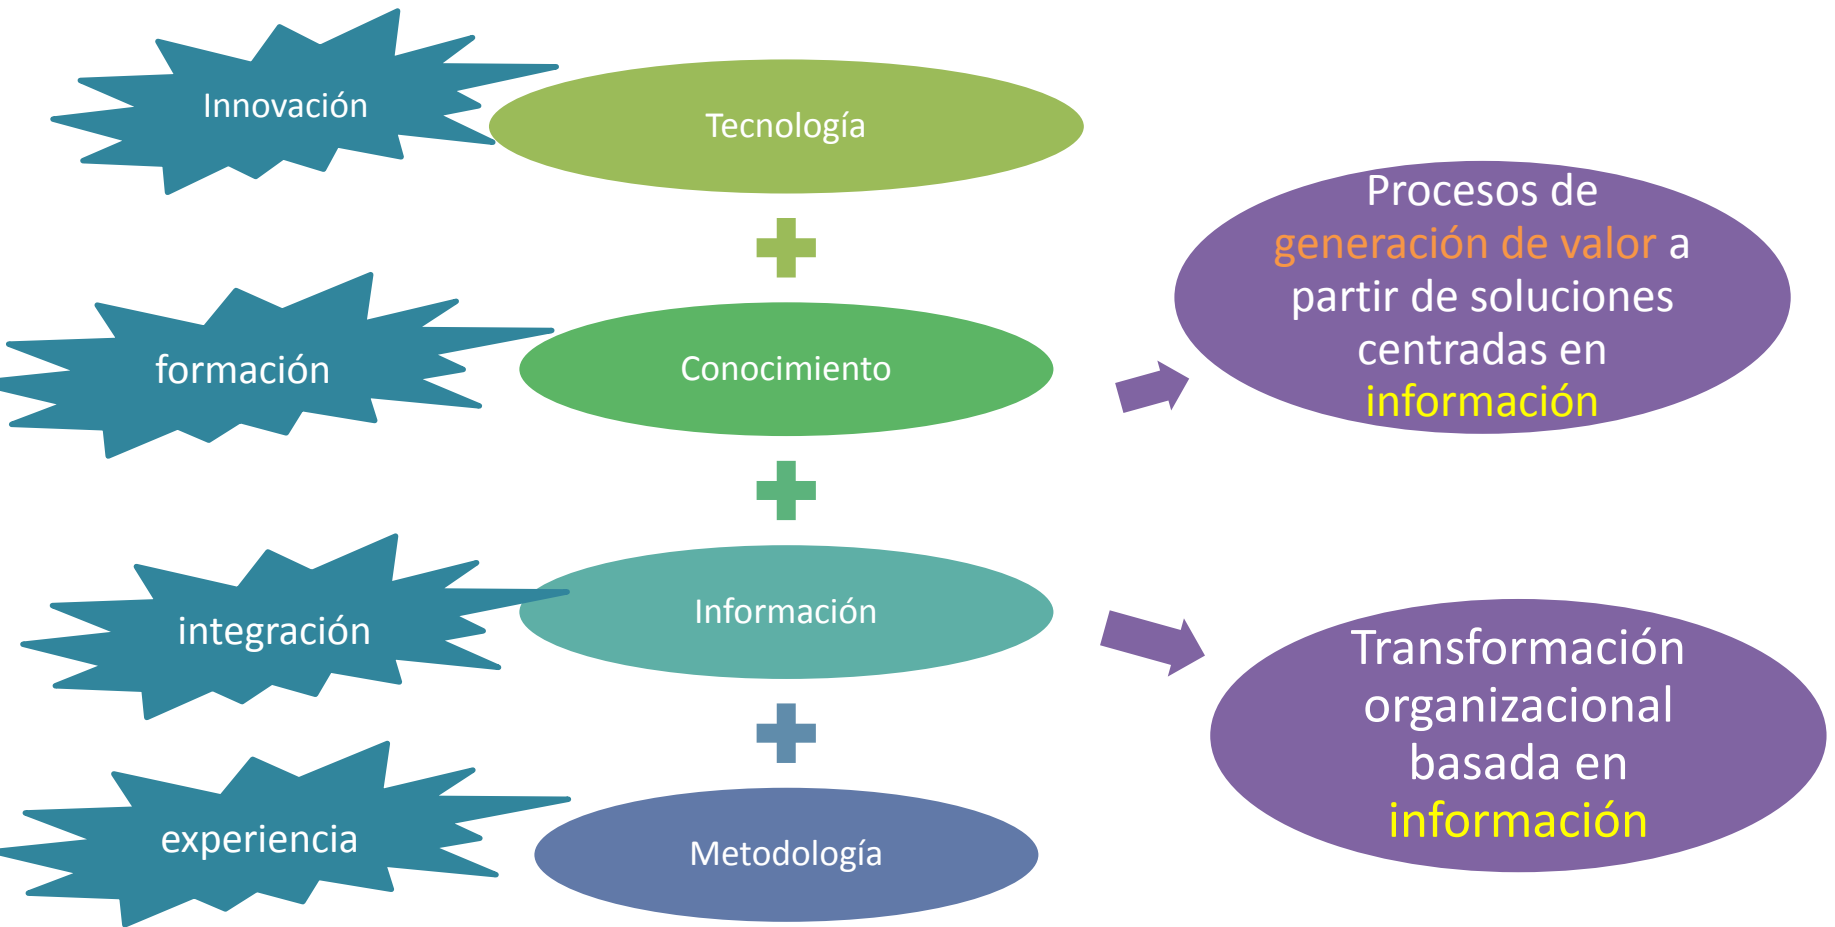 Innovación
Tecnología
formación
Conocimiento
integración
Información
experiencia
Metodología
Procesos de
generación de valor a
partir de soluciones
centradas en
información
Transformación
organizacional
basada en
información